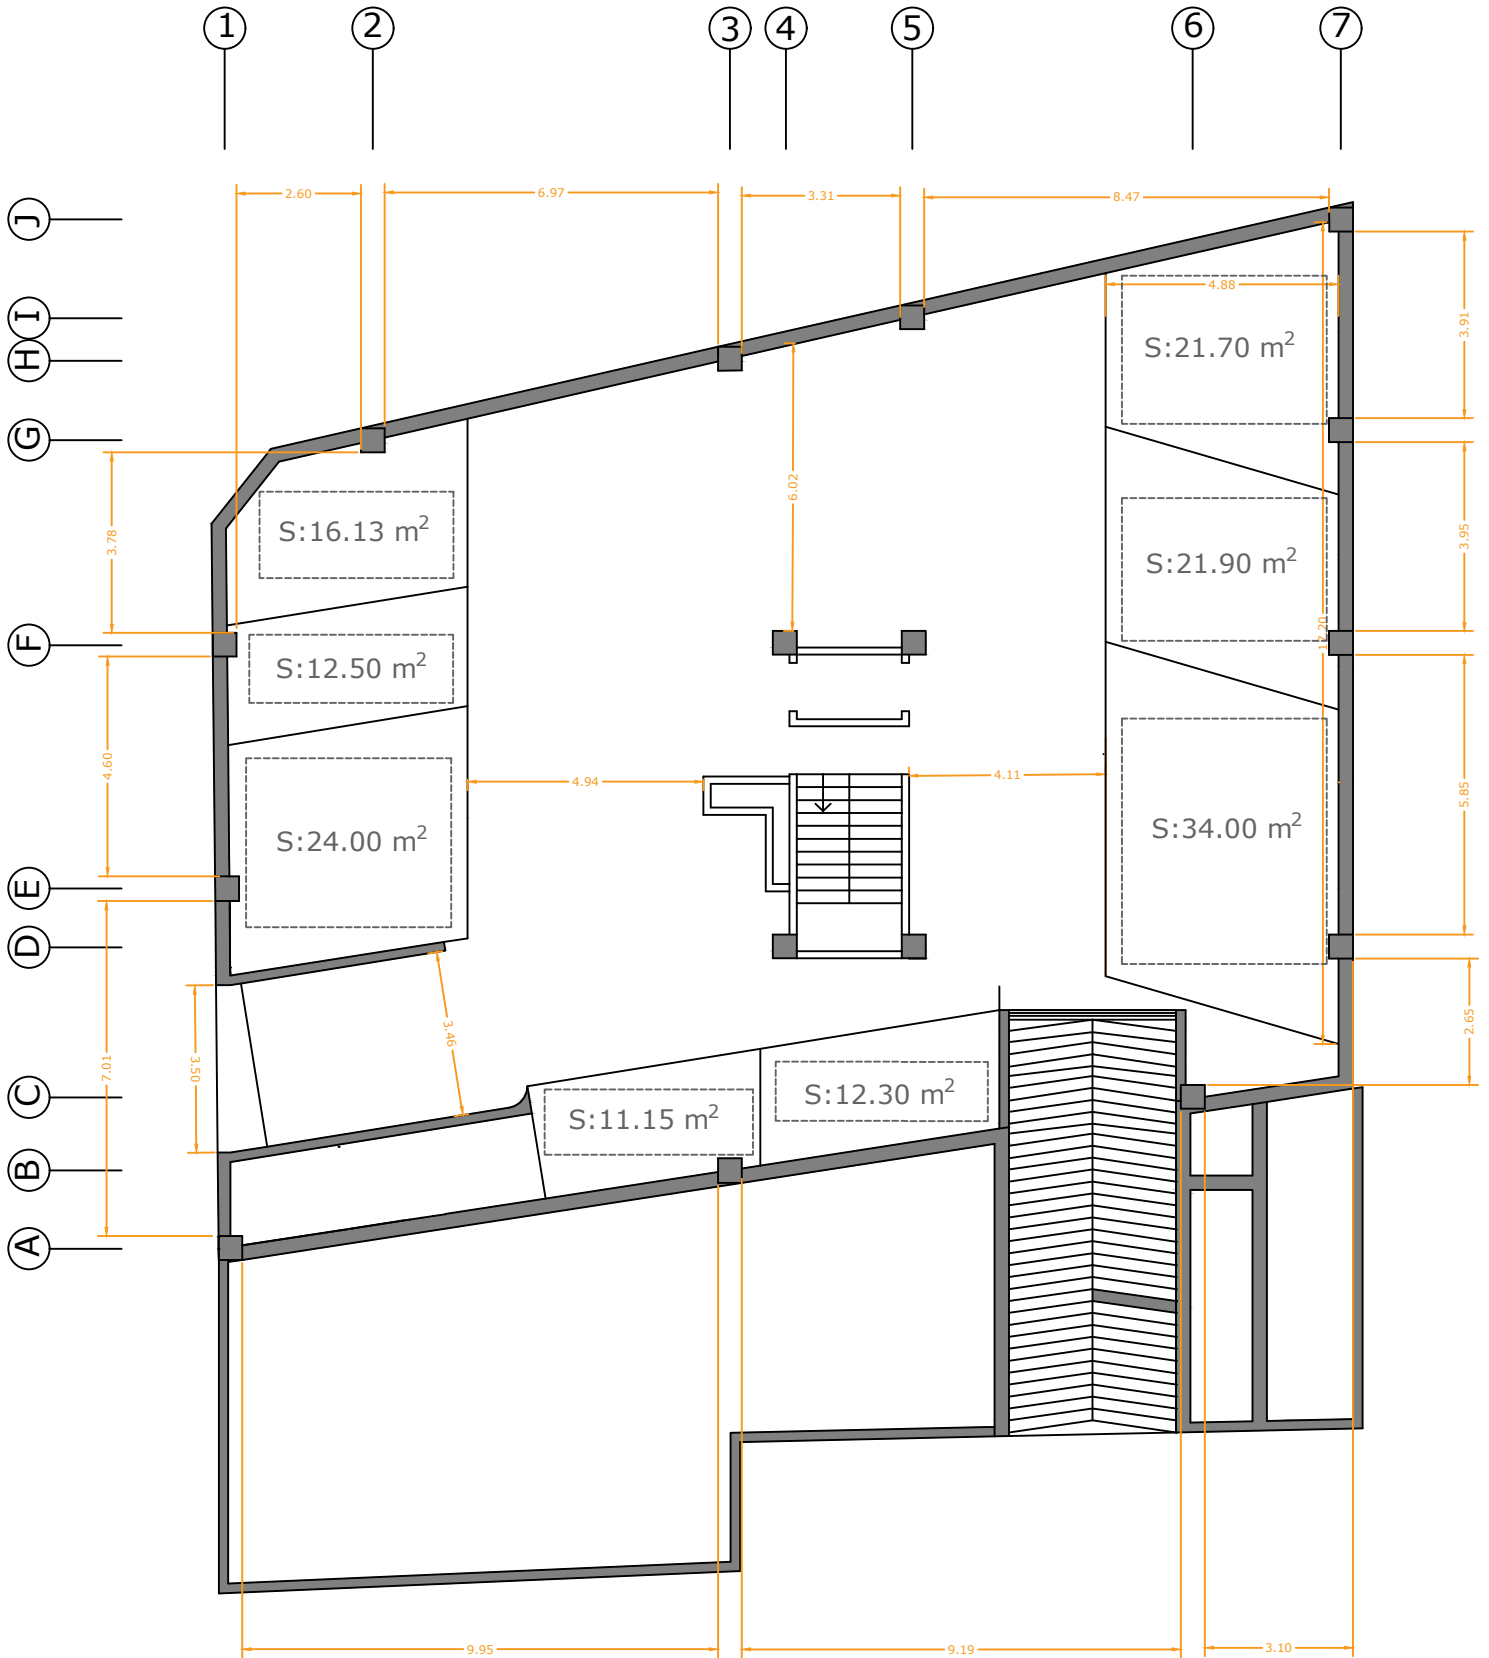 1 2 3 4 5 6 7
J
2.60 6.97 3.31 8.47
I
H
G
F
E
D
C
B
A
4.88
3.91
S:21.70 m²
6.02
3.78
S:16.13 m²
3.95
S:21.90 m²
17.20
S:12.50 m²
4.60
4.94
4.11
5.85
S:24.00 m²
S:34.00 m²
3.46
2.65
7.01
3.50
S:11.15 m²
S:12.30 m²
9.95 9.19 3.10